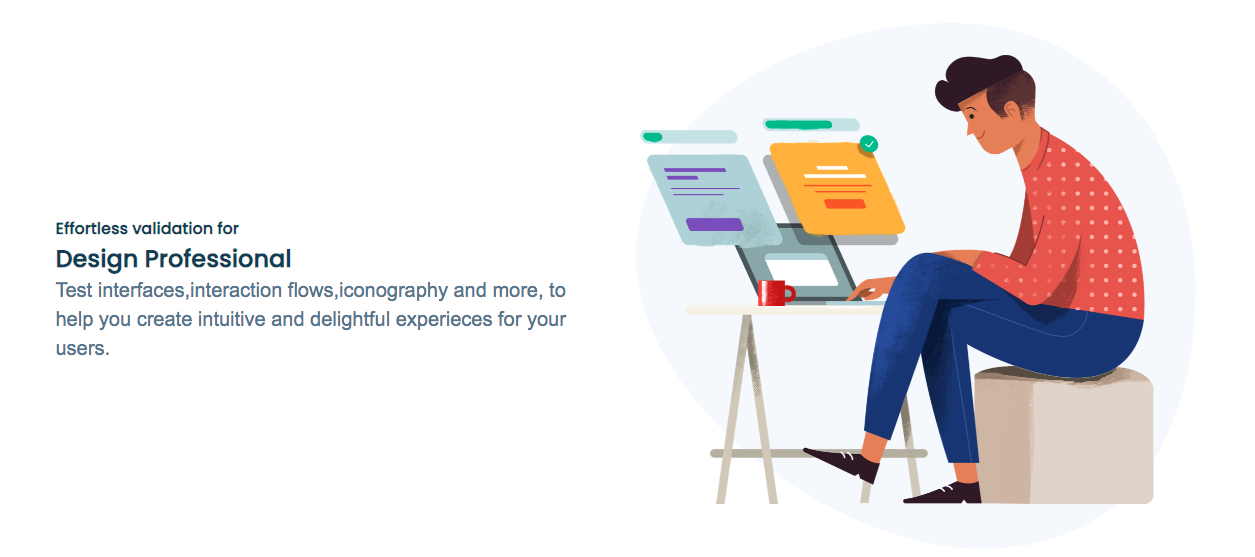 Effortless validation for
Design Professional
Test interfaces,interaction flows,iconography and more, to
help you create intuitive and delightful experieces for your
users.